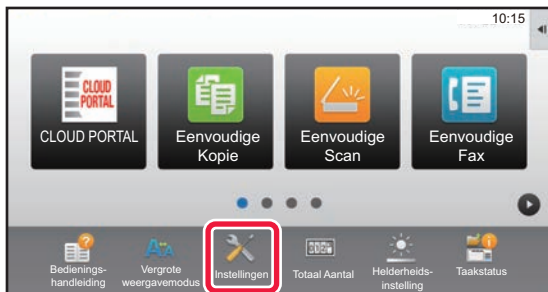 10:15
CLOUD
PORTAL
CLOUD PORTAL
Eenvoudige
Kopie
Eenvoudige
Scan
Eenvoudige
Fax
Bedienings-
handleiding
Vergrote
weergavemodus
Instellingen
Totaal Aantal
Helderheids-
instelling
Taakstatus